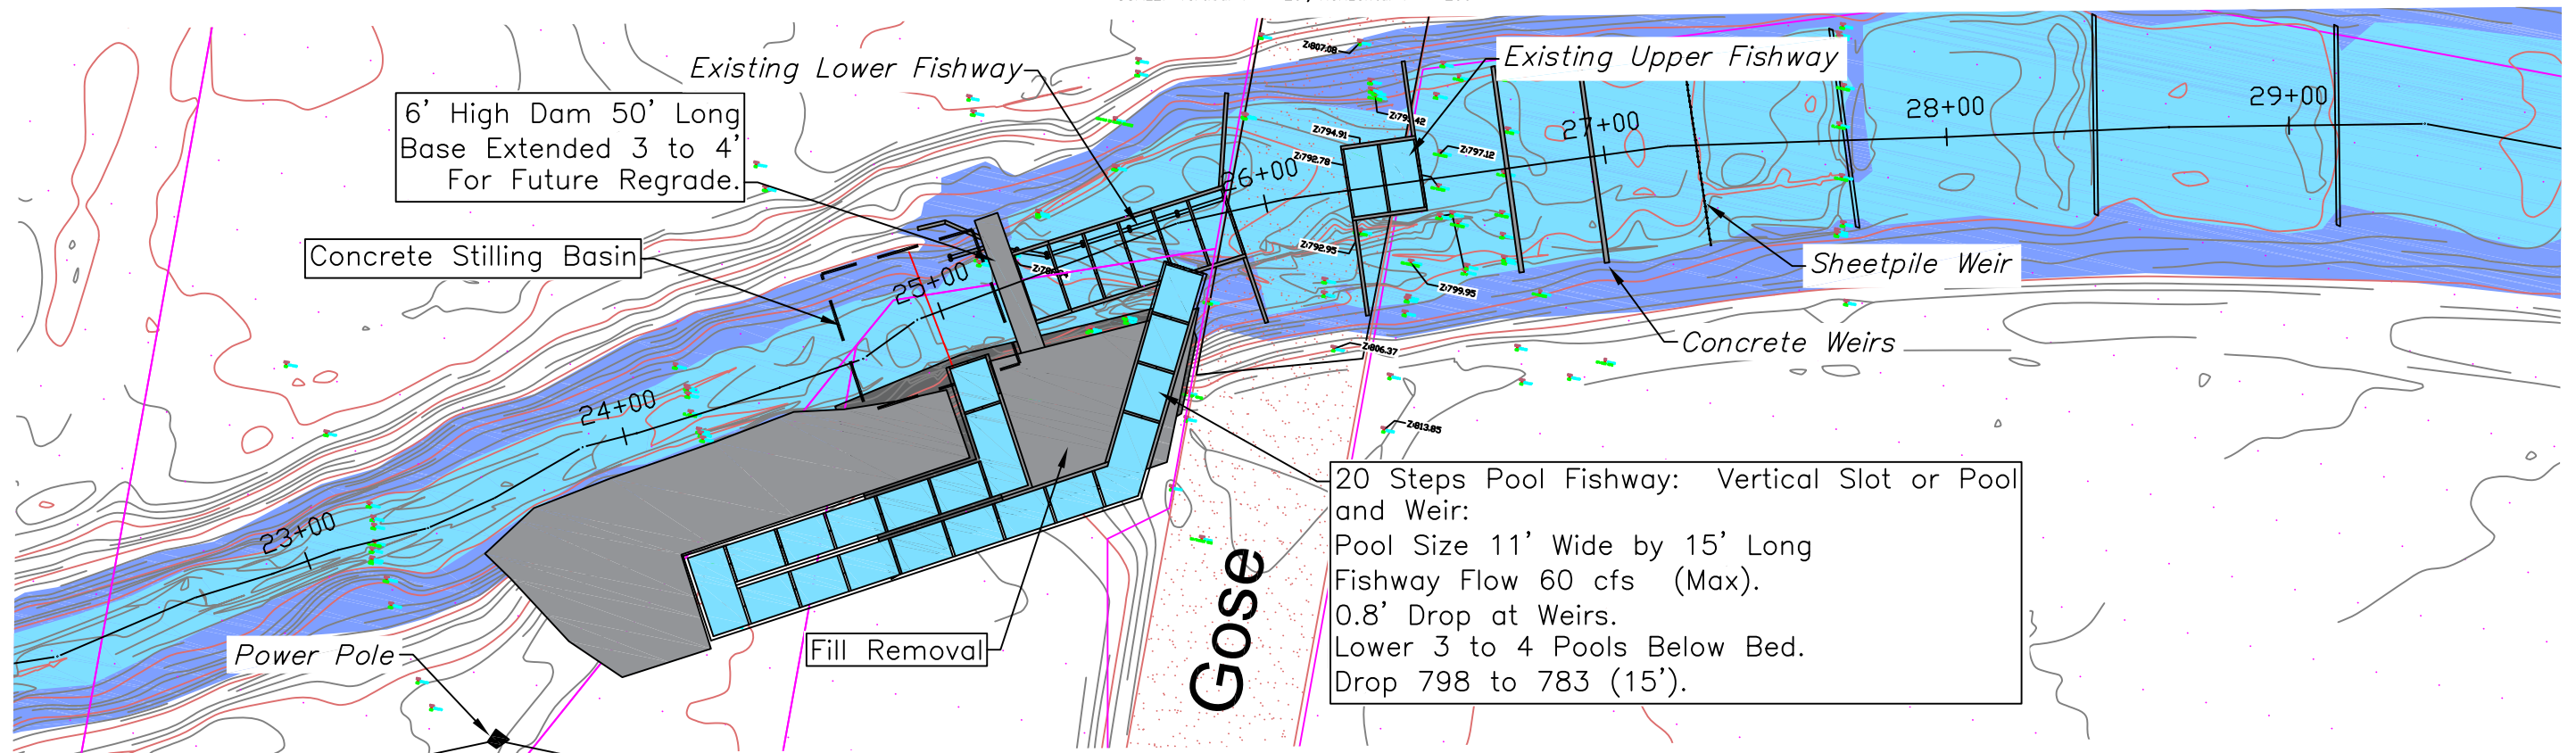 Existing Lower Fishway
6' High Dam 50' Long
Base Extended 3 to 4'
For Future Regrade.
Concrete Stilling Basin
Existing Upper Fishway
Z:807.08
Z:794.91
Z:792.78
Z:797.12
Z:792.95
Z:799.95
Z:806.37
Z:813.85
23+00
24+00
25+00
26+00
27+00
28+00
29+00
Sheetpile Weir
Concrete Weirs
20 Steps Pool Fishway: Vertical Slot or Pool
and Weir:
Pool Size 11' Wide by 15' Long
Fishway Flow 60 cfs (Max).
0.8' Drop at Weirs.
Lower 3 to 4 Pools Below Bed.
Drop 798 to 783 (15').
Gose
Fill Removal
Power Pole